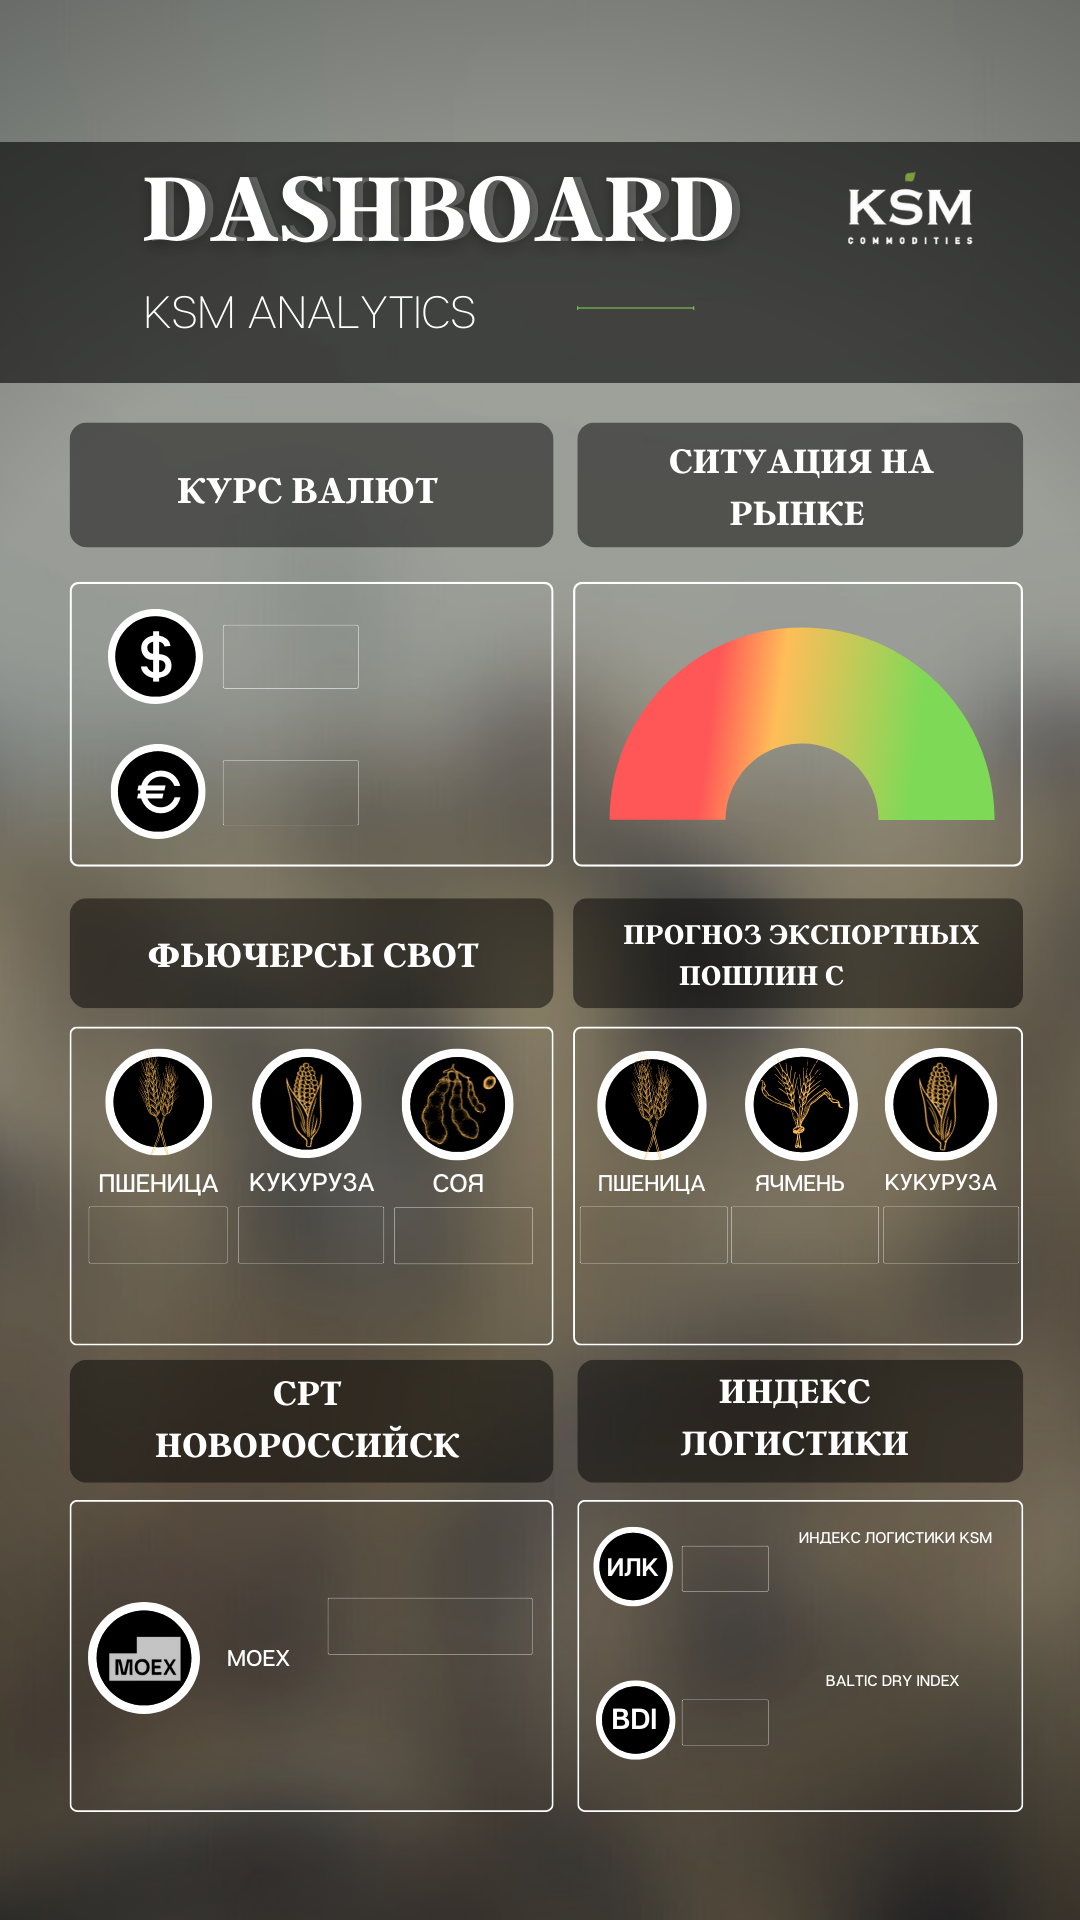 DASHBOARD
KSM
COMMODITIES
KSM ANALYTICS
КУРС ВАЛЮТ
СИТУАЦИЯ НА
РЫНКЕ
$
€
ФЬЮЧЕРСЫ CBOT
ПРОГНОЗ ЭКСПОРТНЫХ
ПОШЛИН С
ПШЕНИЦА
КУКУРУЗА
СОЯ
ПШЕНИЦА
ЯЧМЕНЬ
КУКУРУЗА
CPT
НОВОРОССИЙСК
ИНДЕКС
ЛОГИСТИКИ
MOEX
MOEX
ИЛК
ИНДЕКС ЛОГИСТИКИ KSM
BDI
BALTIC DRY INDEX